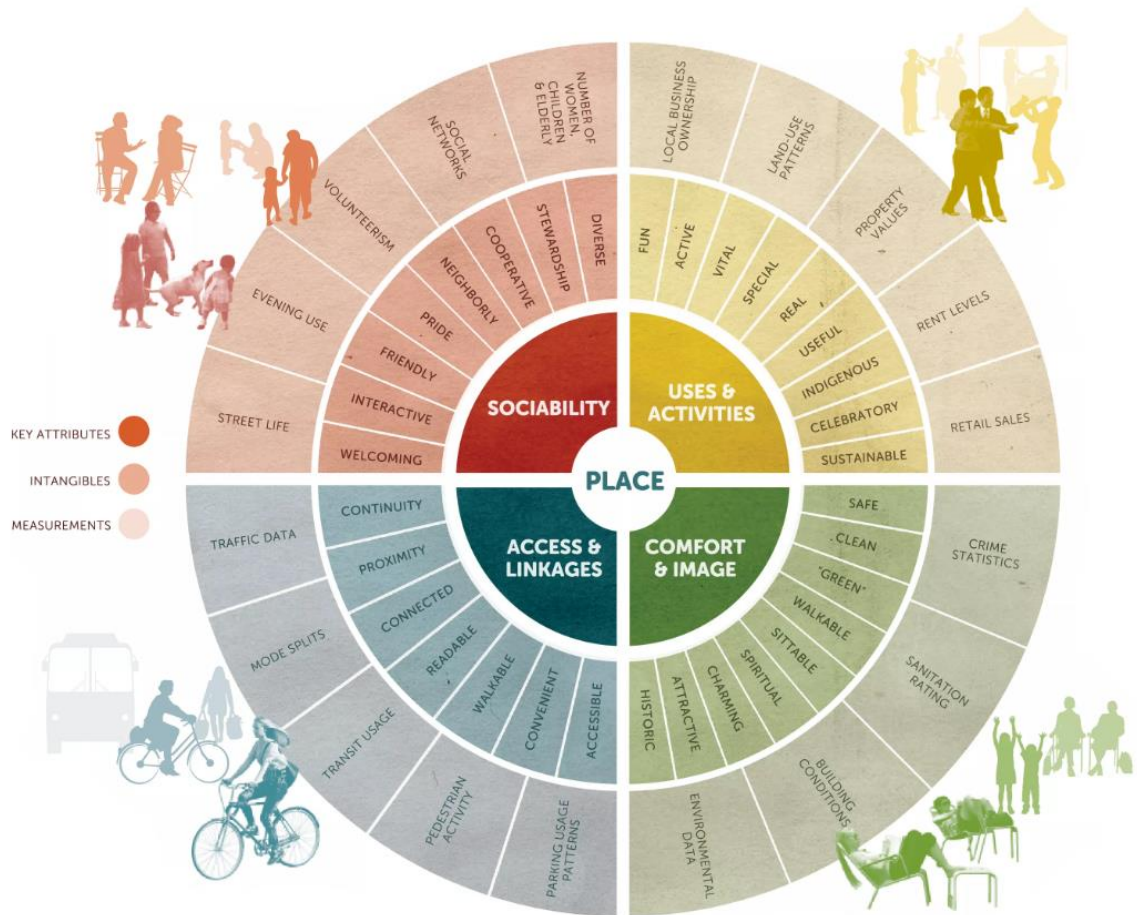 NUMBER OF
WOMEN,
CHILDREN
& ELDERLY
SOCIAL
NETWORKS
VOLUNTEERISM
EVENING USE
STREET LIFE
LOCAL BUSINESS
OWNERSHIP
LAND-USE
PATTERNS
PROPERTY
VALUES
RENT LEVELS
RETAIL SALES
DIVERSE
STEWARDSHIP
COOPERATIVE
NEIGHBORLY
PRIDE
FRIENDLY
INTERACTIVE
WELCOMING
FUN
ACTIVE
VITAL
SPECIAL
REAL
USEFUL
INDIGENOUS
CELEBRATORY
SUSTAINABLE
SOCIABILITY
USES &
ACTIVITIES
PLACE
ACCESS &
LINKAGES
COMFORT
& IMAGE
KEY ATTRIBUTES
INTANGIBLES
MEASUREMENTS
CONTINUITY
PROXIMITY
CONNECTED
READABLE
WALKABLE
CONVENIENT
ACCESSIBLE
SAFE
CLEAN
"GREEN"
WALKABLE
SITTABLE
SPIRITUAL
CHARMING
ATTRACTIVE
HISTORIC
TRAFFIC DATA
MODE SPLITS
TRANSIT USAGE
PEDESTRIAN
ACTIVITY
PARKING USAGE
PATTERNS
CRIME
STATISTICS
SANITATION
RATING
BUILDING
CONDITIONS
ENVIRONMENTAL
DATA